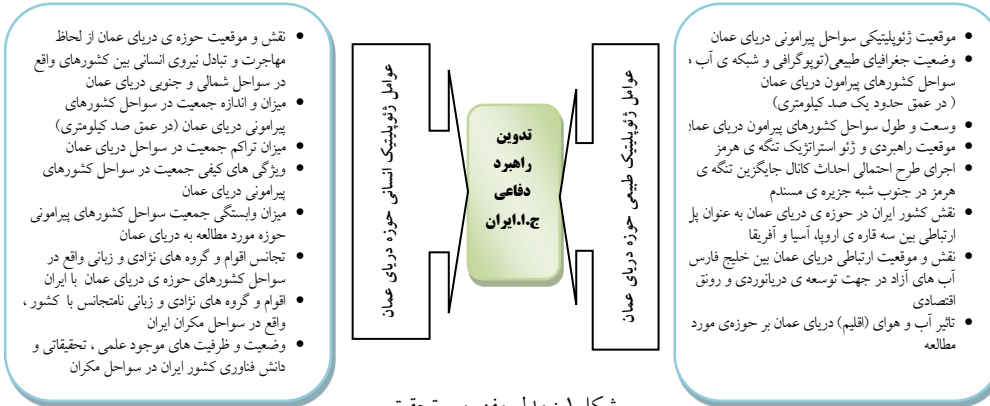 موقعیت ژئوپلیتیکی سواحل پیرامونی دریای عمان
وضعیت جغرافیای طبیعی(توپوگرافی و شبکه ی آب
سواحل کشورهای پیرامون دریای عمان
( در عمق حدود یک صد کیلومتری)
وسعت و طول سواحل کشورهای پیرامون دریای عمان
موقعیت راهبردی و ژئو استراتژیک تنگه ی هرمز
اجرای طرح احتمالی احداث کانال جایگزین تنگه ی
هرمز در جنوب شبه جزیره ی مسندم
نقش کشور ایران در حوزه ی دریای عمان به عنوان پل
ارتباطی بین سه قاره ی اروپا، آسیا و آفریقا
نقش و موقعیت ارتباطی دریای عمان بین خلیج فارس
آب های آزاد در جهت توسعه ی دریانوردی و رونق
اقتصادی
تاثیر آب و هوای (اقلیم) دریای عمان بر حوزه‌ی مورد
مطالعه
عوامل ژئوپلیتیک طبیعی حوزه دریای عمان
تدوین
راهبرد
دفاعی
ج.ا.ایران
عوامل ژئوپلیتیک انسانی حوزه دریای عمان
نقش و موقعیت حوزه ی دریای عمان از لحاظ
مهاجرت و تبادل نیروی انسانی بین کشورهای واقع
در سواحل شمالی و جنوبی دریای عمان
میزان و اندازه جمعیت در سواحل کشورهای
پیرامونی دریای عمان (در عمق صد کیلومتری)
میزان تراکم جمعیت در سواحل دریای عمان
ویژگی های کیفی جمعیت در سواحل کشورهای
پیرامونی دریای عمان
میزان وابستگی جمعیت سواحل کشورهای پیرامونی
حوزه مورد مطالعه به دریای عمان
تجانس اقوام و گروه های نژادی و زبانی واقع در
سواحل کشورهای حوزه ی دریای عمان با ایران
اقوام و گروه های نژادی و زبانی نامتجانس با کشور ،
واقع در سواحل مکران ایران
وضعیت و ظرفیت های موجود علمی ، تحقیقاتی و
دانش فناوری کشور ایران در سواحل مکران